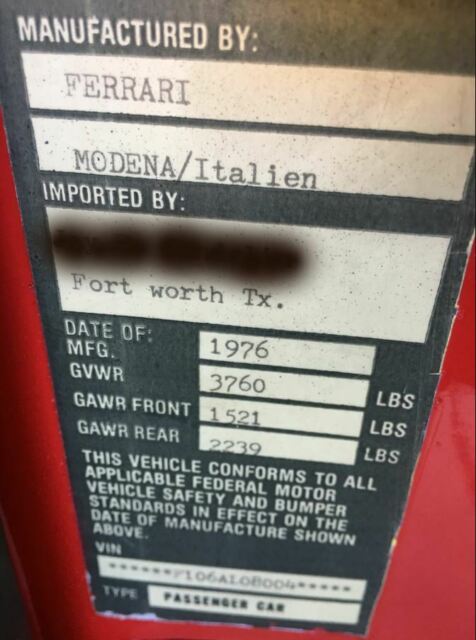 MANUFACTURED BY:
FERRARI
MODENA/Italien
IMPORTED BY:
Fort worth Tx.
DATE OF:
MFG. 1976
GVWR 3760 LBS
GAWR FRONT 1521 LBS
GAWR REAR 2239 LBS
THIS VEHICLE CONFORMS TO ALL
APPLICABLE FEDERAL MOTOR
VEHICLE SAFETY AND BUMPER
STANDARDS IN EFFECT ON THE
DATE OF MANUFACTURE SHOWN
ABOVE.
VIN
TYPE PASSENGER CAR